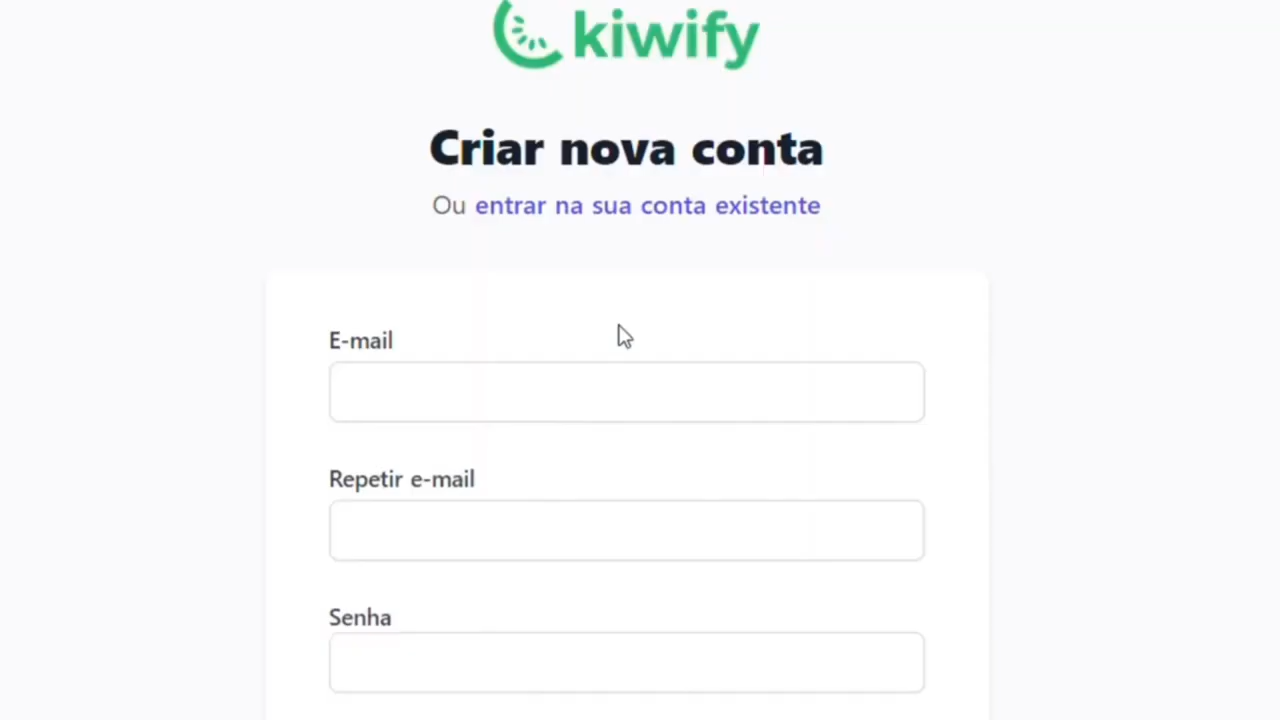 kiwify
Criar nova conta
Ou entrar na sua conta existente
E-mail
Repetir e-mail
Senha